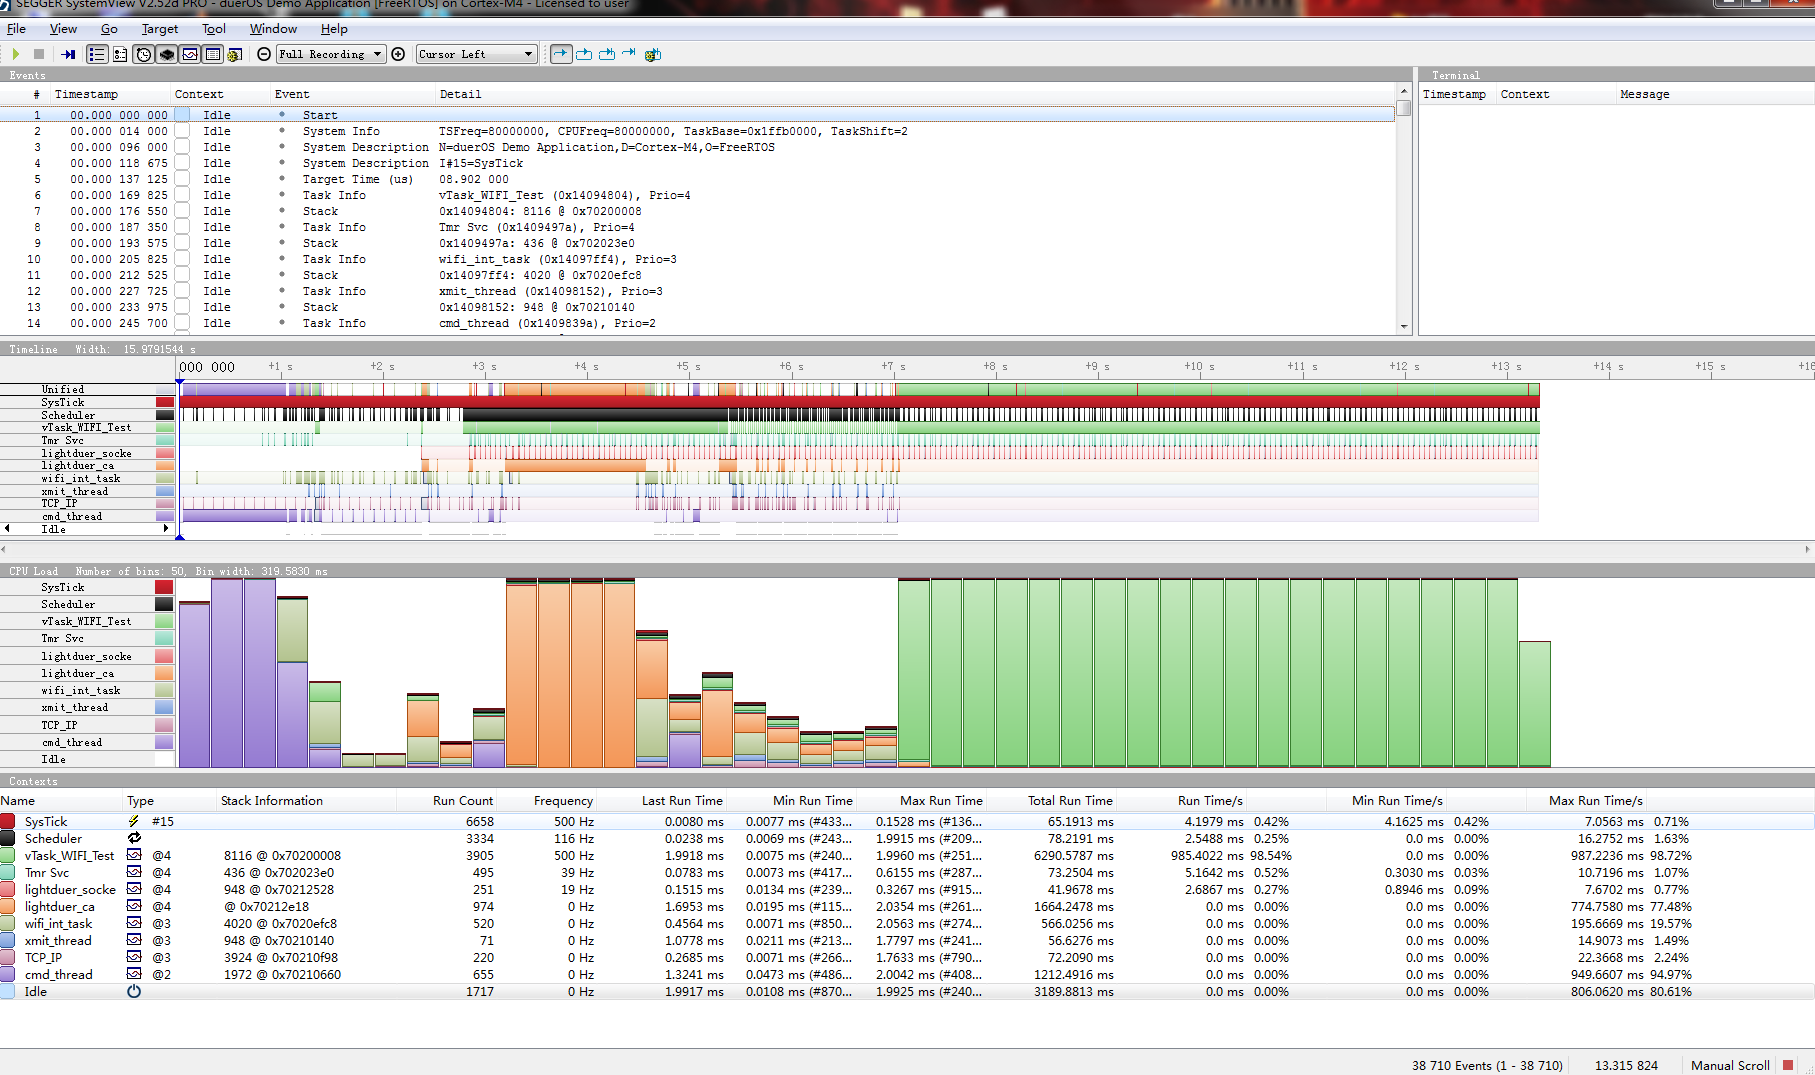 SEGGER SystemView V2.52d PRO - duerOS Demo Application [FreeRTOS] on Cortex-M4 - Licensed to user
File View Go Target Tool Window Help
Full Recording Cursor Left
Events
# Timestamp Context Event Detail
1 00.000 000 000 Idle Start
2 00.000 014 000 Idle System Info TSFreq=80000000, CPUFreq=80000000, TaskBase=0x1ffb0000, TaskShift=2
3 00.000 096 000 Idle System Description N=duerOS Demo Application,D=Cortex-M4,O=FreeRTOS
4 00.000 118 675 Idle System Description I#15=SysTick
5 00.000 137 125 Idle Target Time (us) 08.902 000
6 00.000 169 825 Idle Task Info vTask_WIFI_Test (0x14094804), Prio=4
7 00.000 176 550 Idle Stack 0x14094804: 8116 @ 0x70200008
8 00.000 187 350 Idle Task Info Tmr Svc (0x1409497a), Prio=4
9 00.000 193 575 Idle Stack 0x1409497a: 436 @ 0x702023e0
10 00.000 205 825 Idle Task Info wifi_int_task (0x14097ff4), Prio=3
11 00.000 212 525 Idle Stack 0x14097ff4: 4020 @ 0x7020efc8
12 00.000 227 725 Idle Task Info xmit_thread (0x14098152), Prio=3
13 00.000 233 975 Idle Stack 0x14098152: 948 @ 0x70210140
14 00.000 245 700 Idle Task Info cmd_thread (0x1409839a), Prio=2
Terminal
Timestamp Context Message
Timeline Width: 15.9791544 s
000 000 +1 s +2 s +3 s +4 s +5 s +6 s +7 s +8 s +9 s +10 s +11 s +12 s +13 s +14 s +15 s +16
Unified
SysTick
Scheduler
vTask_WIFI_Test
Tmr Svc
lightduer_socke
lightduer_ca
wifi_int_task
xmit_thread
TCP_IP
cmd_thread
Idle
CPU Load Number of bins: 50, Bin width: 319.5830 ms
SysTick
Scheduler
vTask_WIFI_Test
Tmr Svc
lightduer_socke
lightduer_ca
wifi_int_task
xmit_thread
TCP_IP
cmd_thread
Idle
Contexts
Name Type Stack Information Run Count Frequency Last Run Time Min Run Time Max Run Time Total Run Time Run Time/s Min Run Time/s Max Run Time/s
SysTick #15 6658 500 Hz 0.0080 ms 0.0077 ms (#433... 0.1528 ms (#136... 65.1913 ms 4.1979 ms 0.42% 4.1625 ms 0.42% 7.0563 ms 0.71%
Scheduler 3334 116 Hz 0.0238 ms 0.0069 ms (#243... 1.9915 ms (#209... 78.2191 ms 2.5488 ms 0.25% 0.0 ms 0.00% 16.2752 ms 1.63%
vTask_WIFI_Test @4 8116 @ 0x70200008 3905 500 Hz 1.9918 ms 0.0075 ms (#240... 1.9960 ms (#251... 6290.5787 ms 985.4022 ms 98.54% 0.0 ms 0.00% 987.2236 ms 98.72%
Tmr Svc @4 436 @ 0x702023e0 495 39 Hz 0.0783 ms 0.0073 ms (#417... 0.6155 ms (#287... 73.2504 ms 5.1642 ms 0.52% 0.3030 ms 0.03% 10.7196 ms 1.07%
lightduer_socke @4 948 @ 0x70212528 251 19 Hz 0.1515 ms 0.0134 ms (#239... 0.3267 ms (#915... 41.9678 ms 2.6867 ms 0.27% 0.8946 ms 0.09% 7.6702 ms 0.77%
lightduer_ca @4 @ 0x70212e18 974 0 Hz 1.6953 ms 0.0195 ms (#115... 2.0354 ms (#261... 1664.2478 ms 0.0 ms 0.00% 0.0 ms 0.00% 774.7580 ms 77.48%
wifi_int_task @3 4020 @ 0x7020efc8 520 0 Hz 0.4564 ms 0.0071 ms (#850... 2.0563 ms (#274... 566.0256 ms 0.0 ms 0.00% 0.0 ms 0.00% 195.6669 ms 19.57%
xmit_thread @3 948 @ 0x70210140 71 0 Hz 1.0778 ms 0.0211 ms (#213... 1.7797 ms (#241... 56.6276 ms 0.0 ms 0.00% 0.0 ms 0.00% 14.9073 ms 1.49%
TCP_IP @3 3924 @ 0x70210f98 220 0 Hz 0.2685 ms 0.0071 ms (#266... 1.7633 ms (#790... 72.2090 ms 0.0 ms 0.00% 0.0 ms 0.00% 22.3668 ms 2.24%
cmd_thread @2 1972 @ 0x70210660 655 0 Hz 1.3241 ms 0.0473 ms (#486... 2.0042 ms (#408... 1212.4916 ms 0.0 ms 0.00% 0.0 ms 0.00% 949.6607 ms 94.97%
Idle 1717 0 Hz 1.9917 ms 0.0108 ms (#870... 1.9925 ms (#240... 3189.8813 ms 0.0 ms 0.00% 0.0 ms 0.00% 806.0620 ms 80.61%
38 710 Events (1 - 38 710) 13.315 824 Manual Scroll